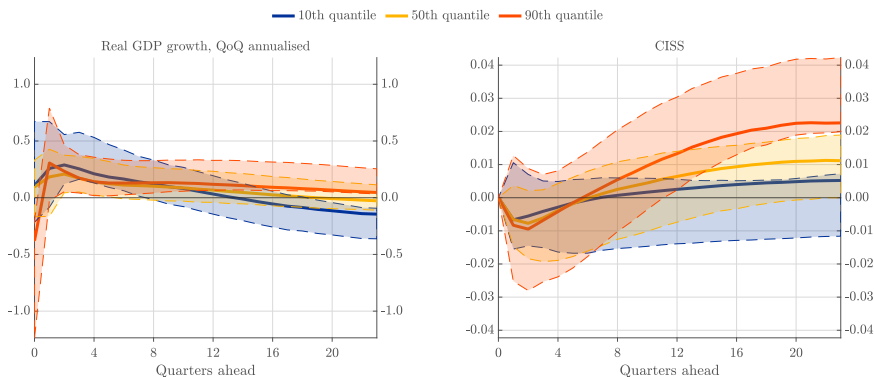 10th quantile 50th quantile 90th quantile
Real GDP growth, QoQ annualised
CISS
1.0 1.0
0.5 0.5
0.0 0.0
-0.5 -0.5
-1.0 -1.0
0 4 8 12 16 20
Quarters ahead
0.04 0.04
0.03 0.03
0.02 0.02
0.01 0.01
0.00 0.00
-0.01 -0.01
-0.02 -0.02
-0.03 -0.03
-0.04 -0.04
0 4 8 12 16 20
Quarters ahead